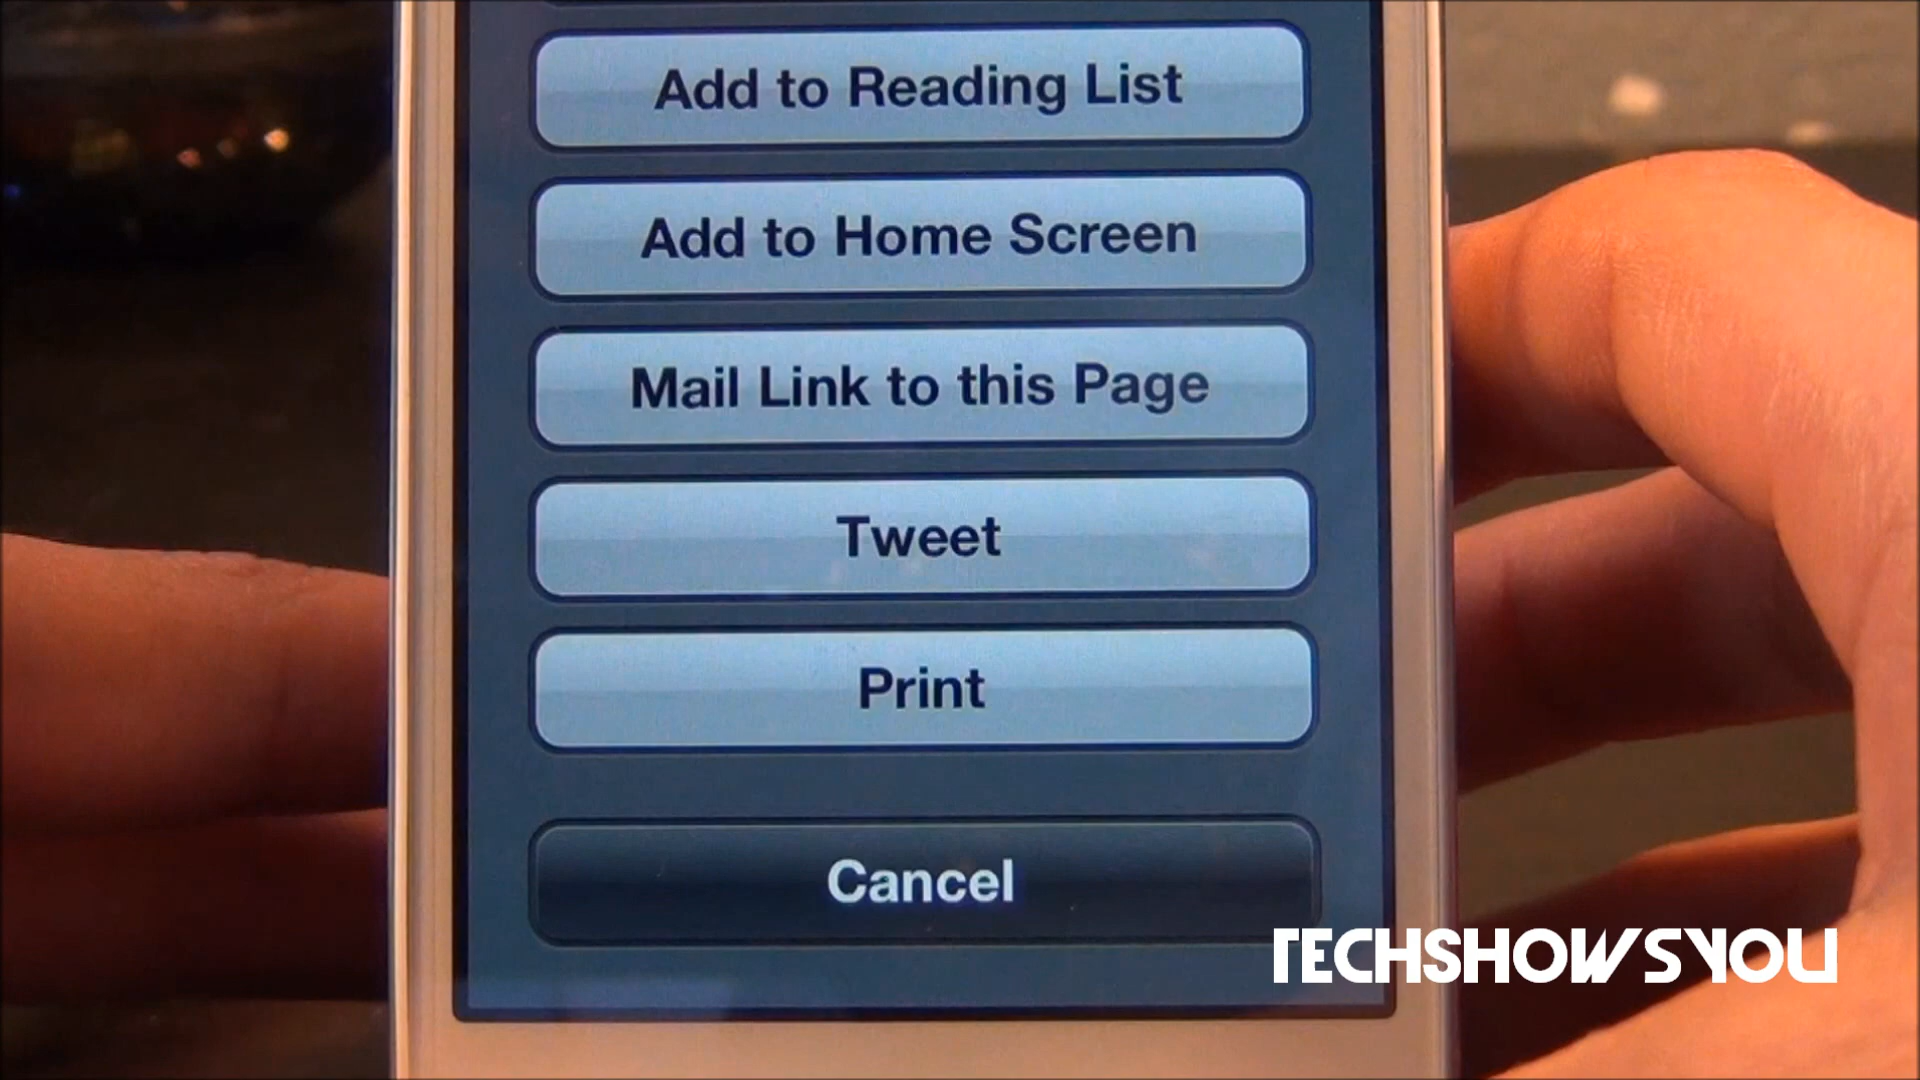 Add to Reading List
Add to Home Screen
Mail Link to this Page
Tweet
Print
Cancel
TECHSHOWSYOU